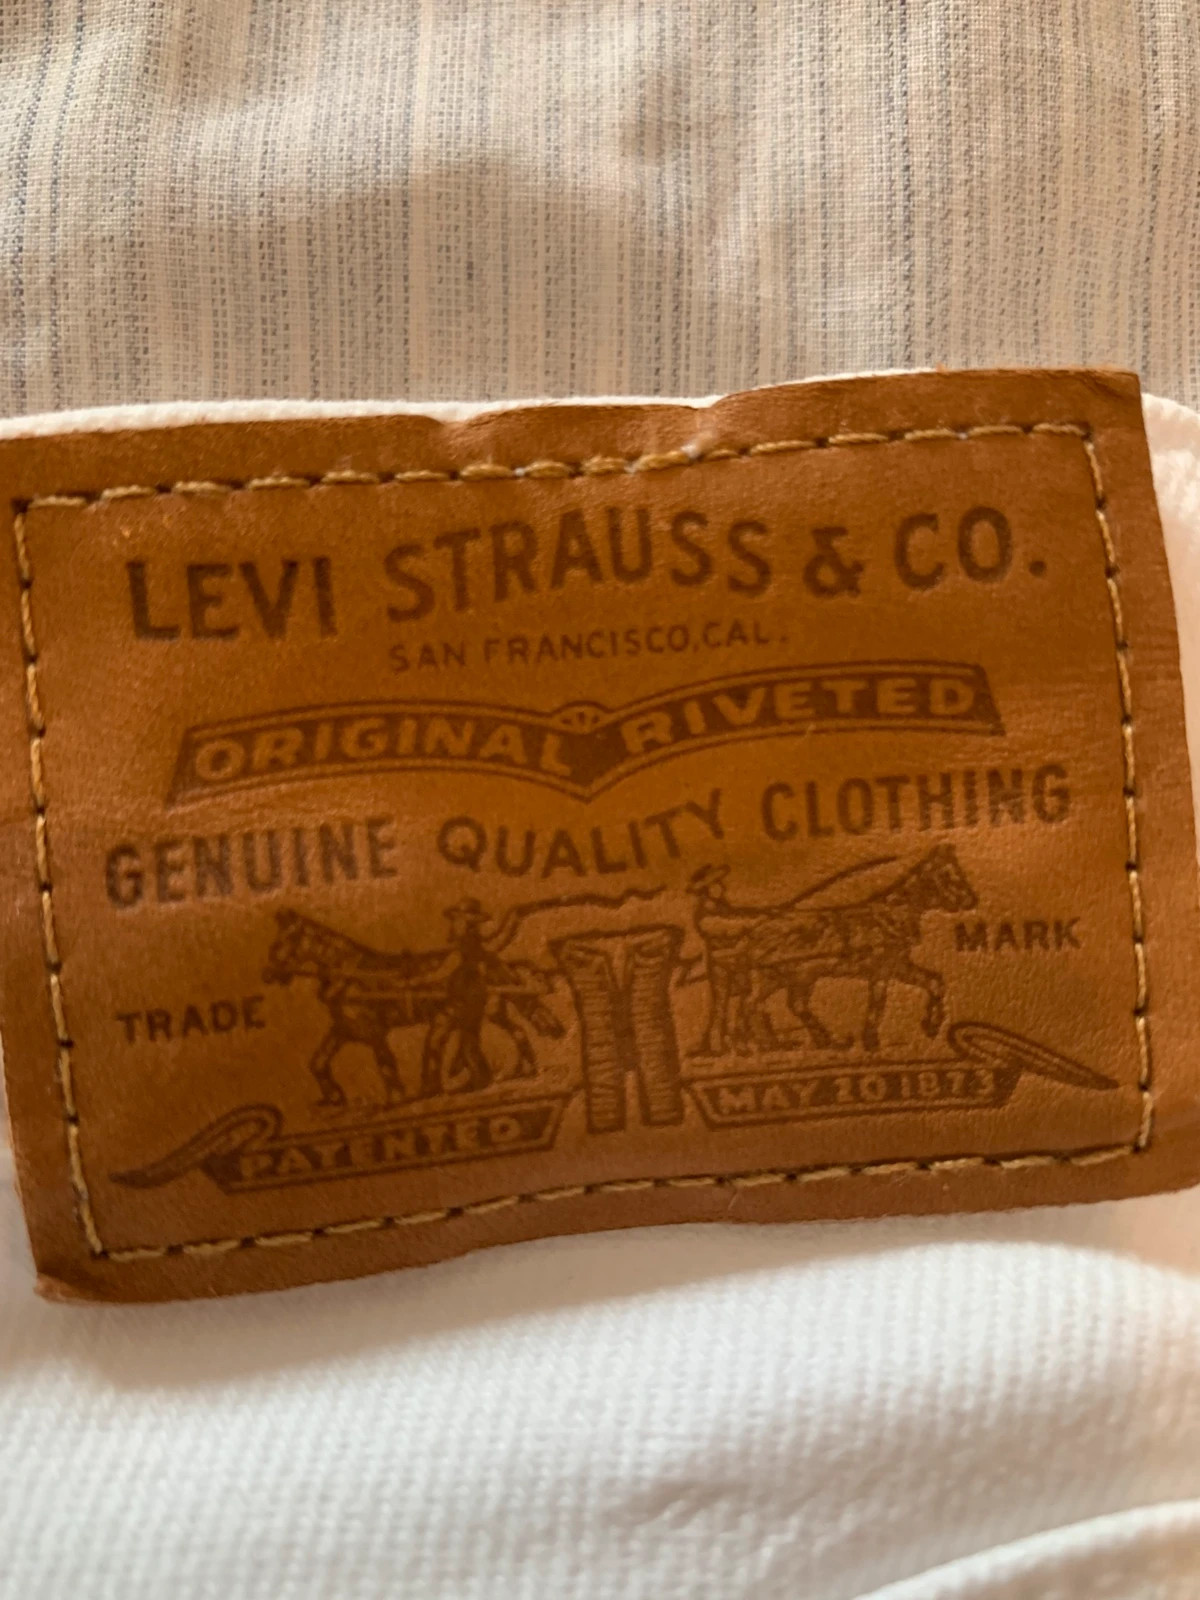 LEVI STRAUSS & CO.
SAN FRANCISCO, CAL.
ORIGINAL RIVETED
GENUINE QUALITY CLOTHING
TRADE MARK
PATENTED MAY 20 1873